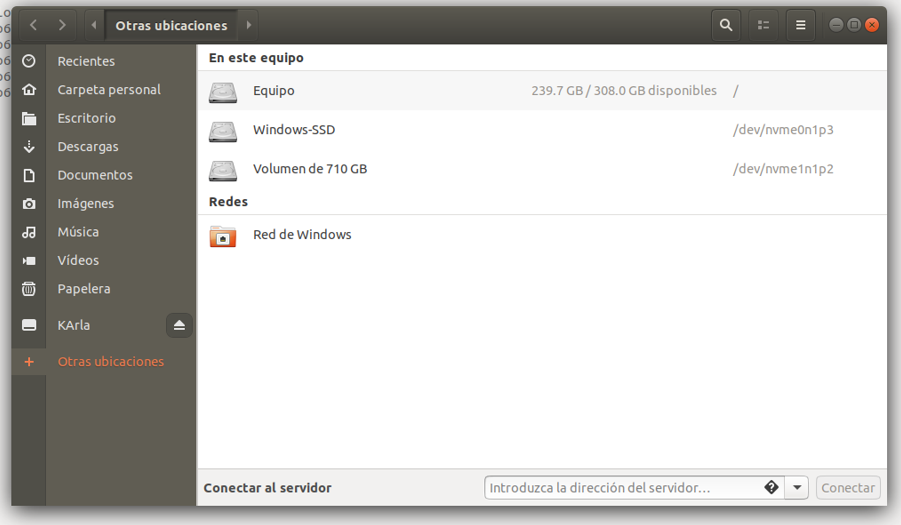 Otras ubicaciones
Recientes
Carpeta personal
Escritorio
Descargas
Documentos
Imágenes
Música
Vídeos
Papelera
KArla
Otras ubicaciones
En este equipo
Equipo 239.7 GB / 308.0 GB disponibles /
Windows-SSD /dev/nvme0n1p3
Volumen de 710 GB /dev/nvme1n1p2
Redes
Red de Windows
Conectar al servidor Introduzca la dirección del servidor… Conectar